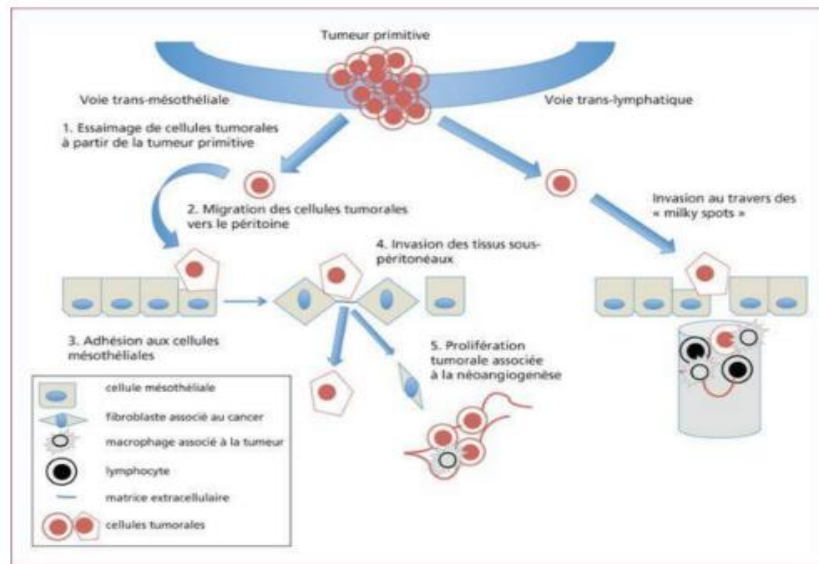 Tumeur primitive
Voie trans-mésothéliale
Voie trans-lymphatique
1. Essaimage de cellules tumorales
à partir de la tumeur primitive
2. Migration des cellules tumorales
vers le péritoine
Invasion au travers des
« milky spots »
4. Invasion des tissus sous-
péritonéaux
3. Adhésion aux cellules
mésothéliales
5. Prolifération
tumorale associée
à la néoangiogenèse
cellule mésothéliale
fibroblaste associé au cancer
macrophage associé à la tumeur
lymphocyte
matrice extracellulaire
cellules tumorales